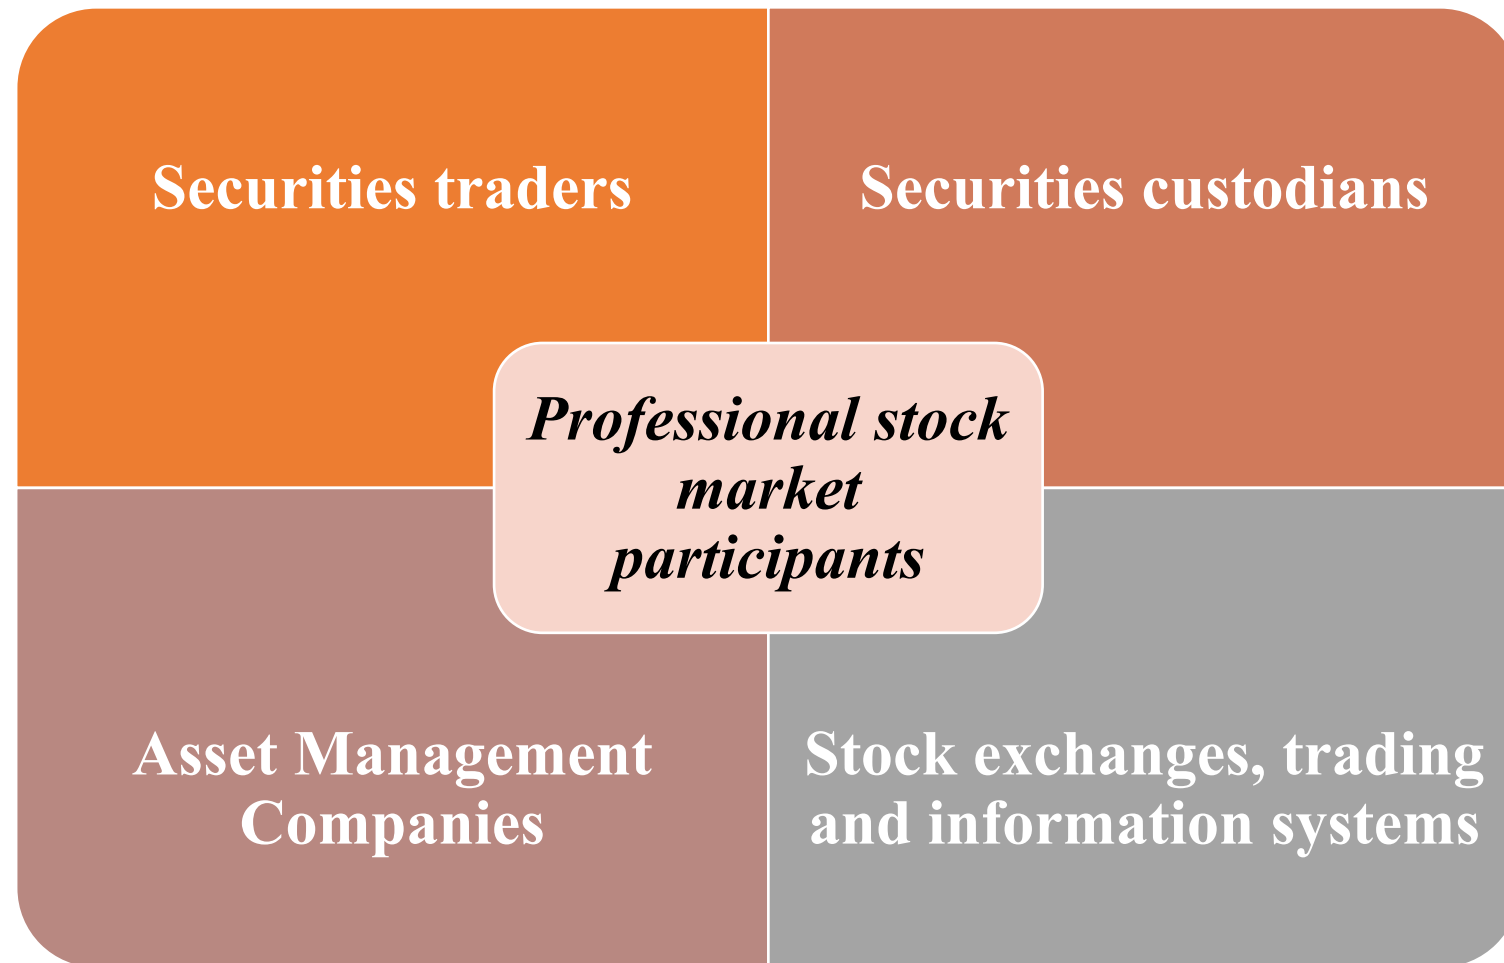 Securities traders
Securities custodians
Professional stock
market
participants
Asset Management
Companies
Stock exchanges, trading
and information systems